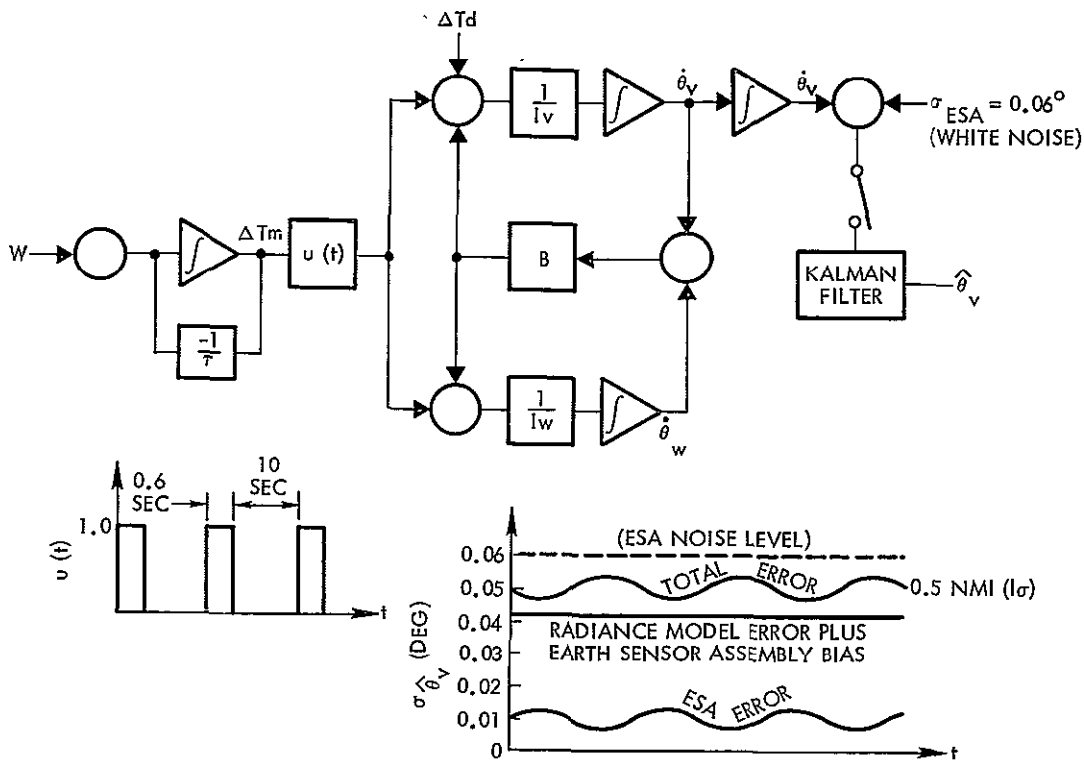 ΔTd
1
Iv
∫
θ̇v
∫
θ̇v
σESA = 0.06°
(WHITE NOISE)
W
∫
ΔTm
u (t)
B
KALMAN
FILTER
θ̂v
-1
τ
1
Iw
∫
θ̇w
0.6
SEC
10
SEC
1.0
u (t)
t
(ESA NOISE LEVEL)
0.06
TOTAL ERROR
0.05
0.5 NMI (Iσ)
0.04
RADIANCE MODEL ERROR PLUS
EARTH SENSOR ASSEMBLY BIAS
0.03
0.02
ESA ERROR
0.01
0
σθ̂v (DEG)
t